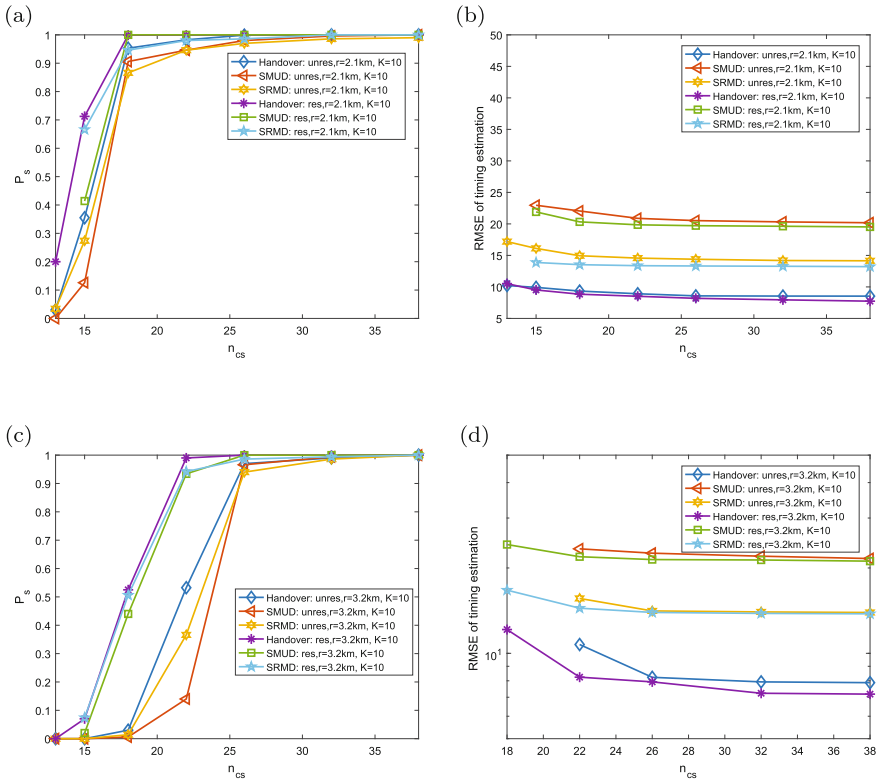 (a)
1
0.9
0.8
0.7
0.6
0.5
0.4
0.3
0.2
0.1
0
P_s
15 20 25 30 35
n_cs
Handover: unres,r=2.1km, K=10
SMUD: unres,r=2.1km, K=10
SRMD: unres,r=2.1km, K=10
Handover: res,r=2.1km, K=10
SMUD: res,r=2.1km, K=10
SRMD: res,r=2.1km, K=10
(b)
50
45
40
35
30
25
20
15
10
5
RMSE of timing estimation
15 20 25 30 35
n_cs
Handover: unres,r=2.1km, K=10
SMUD: unres,r=2.1km, K=10
SRMD: unres,r=2.1km, K=10
Handover: res,r=2.1km, K=10
SMUD: res,r=2.1km, K=10
SRMD: res,r=2.1km, K=10
(c)
1
0.9
0.8
0.7
0.6
0.5
0.4
0.3
0.2
0.1
0
P_s
15 20 25 30 35
n_cs
Handover: unres,r=3.2km, K=10
SMUD: unres,r=3.2km, K=10
SRMD: unres,r=3.2km, K=10
Handover: res,r=3.2km, K=10
SMUD: res,r=3.2km, K=10
SRMD: res,r=3.2km, K=10
(d)
10^1
RMSE of timing estimation
18 20 22 24 26 28 30 32 34 36 38
n_cs
Handover: unres,r=3.2km, K=10
SMUD: unres,r=3.2km, K=10
SRMD: unres,r=3.2km, K=10
Handover: res,r=3.2km, K=10
SMUD: res,r=3.2km, K=10
SRMD: res,r=3.2km, K=10